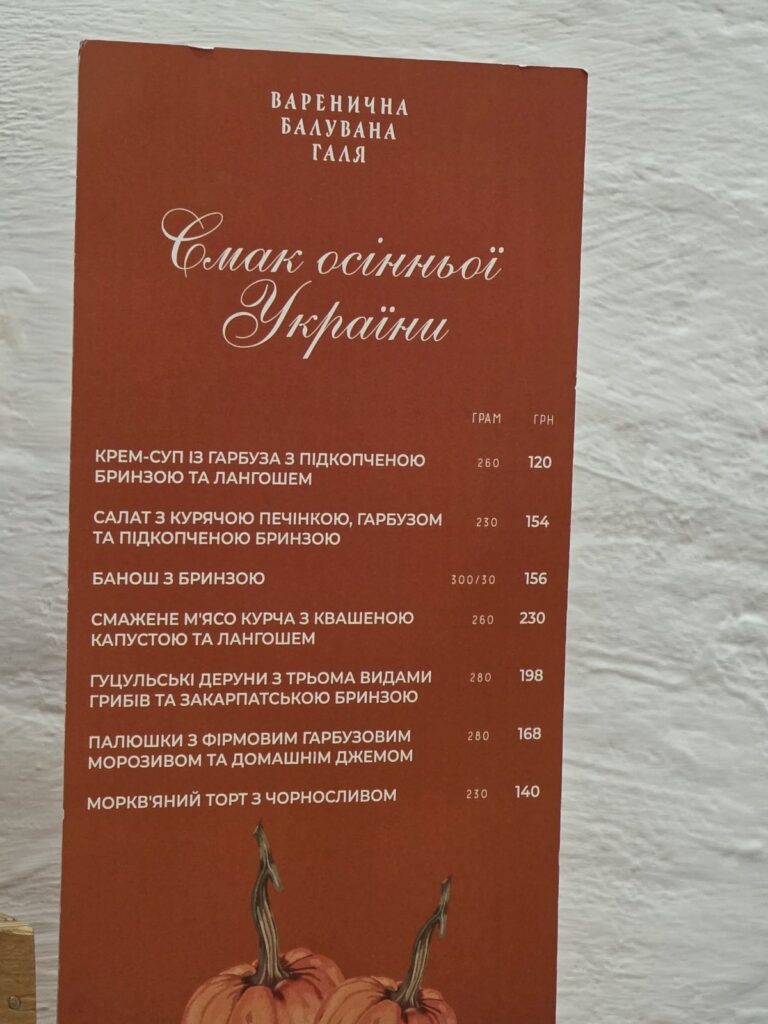 ВАРЕНИЧНА
БАЛУВАНА
ГАЛЯ
Смак осінньої
України
ГРАМ ГРН
КРЕМ-СУП ІЗ ГАРБУЗА З ПІДКОПЧЕНОЮ 260 120
БРИНЗОЮ ТА ЛАНГОШЕМ
САЛАТ З КУРЯЧОЮ ПЕЧІНКОЮ, ГАРБУЗОМ 230 154
ТА ПІДКОПЧЕНОЮ БРИНЗОЮ
БАНОШ З БРИНЗОЮ 300/30 156
СМАЖЕНЕ М'ЯСО КУРЧА З КВАШЕНОЮ 260 230
КАПУСТОЮ ТА ЛАНГОШЕМ
ГУЦУЛЬСЬКІ ДЕРУНИ З ТРЬОМА ВИДАМИ 280 198
ГРИБІВ ТА ЗАКАРПАТСЬКОЮ БРИНЗОЮ
ПАЛЮШКИ З ФІРМОВИМ ГАРБУЗОВИМ 280 168
МОРОЗИВОМ ТА ДОМАШНІМ ДЖЕМОМ
МОРКВ'ЯНИЙ ТОРТ З ЧОРНОСЛИВОМ 230 140